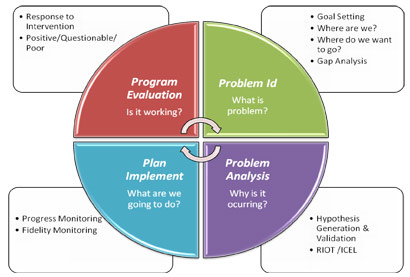 • Response to
Intervention
• Positive/Questionable/
Poor
• Goal Setting
• Where are we?
• Where do we want
to go?
• Gap Analysis
Program
Evaluation
Is it working?
Problem Id
What is
problem?
Plan
Implement
What are we
going to do?
Problem
Analysis
Why is it
ocurring?
• Progress Monitoring
• Fidelity Monitoring
• Hypothesis
Generation &
Validation
• RIOT /ICEL